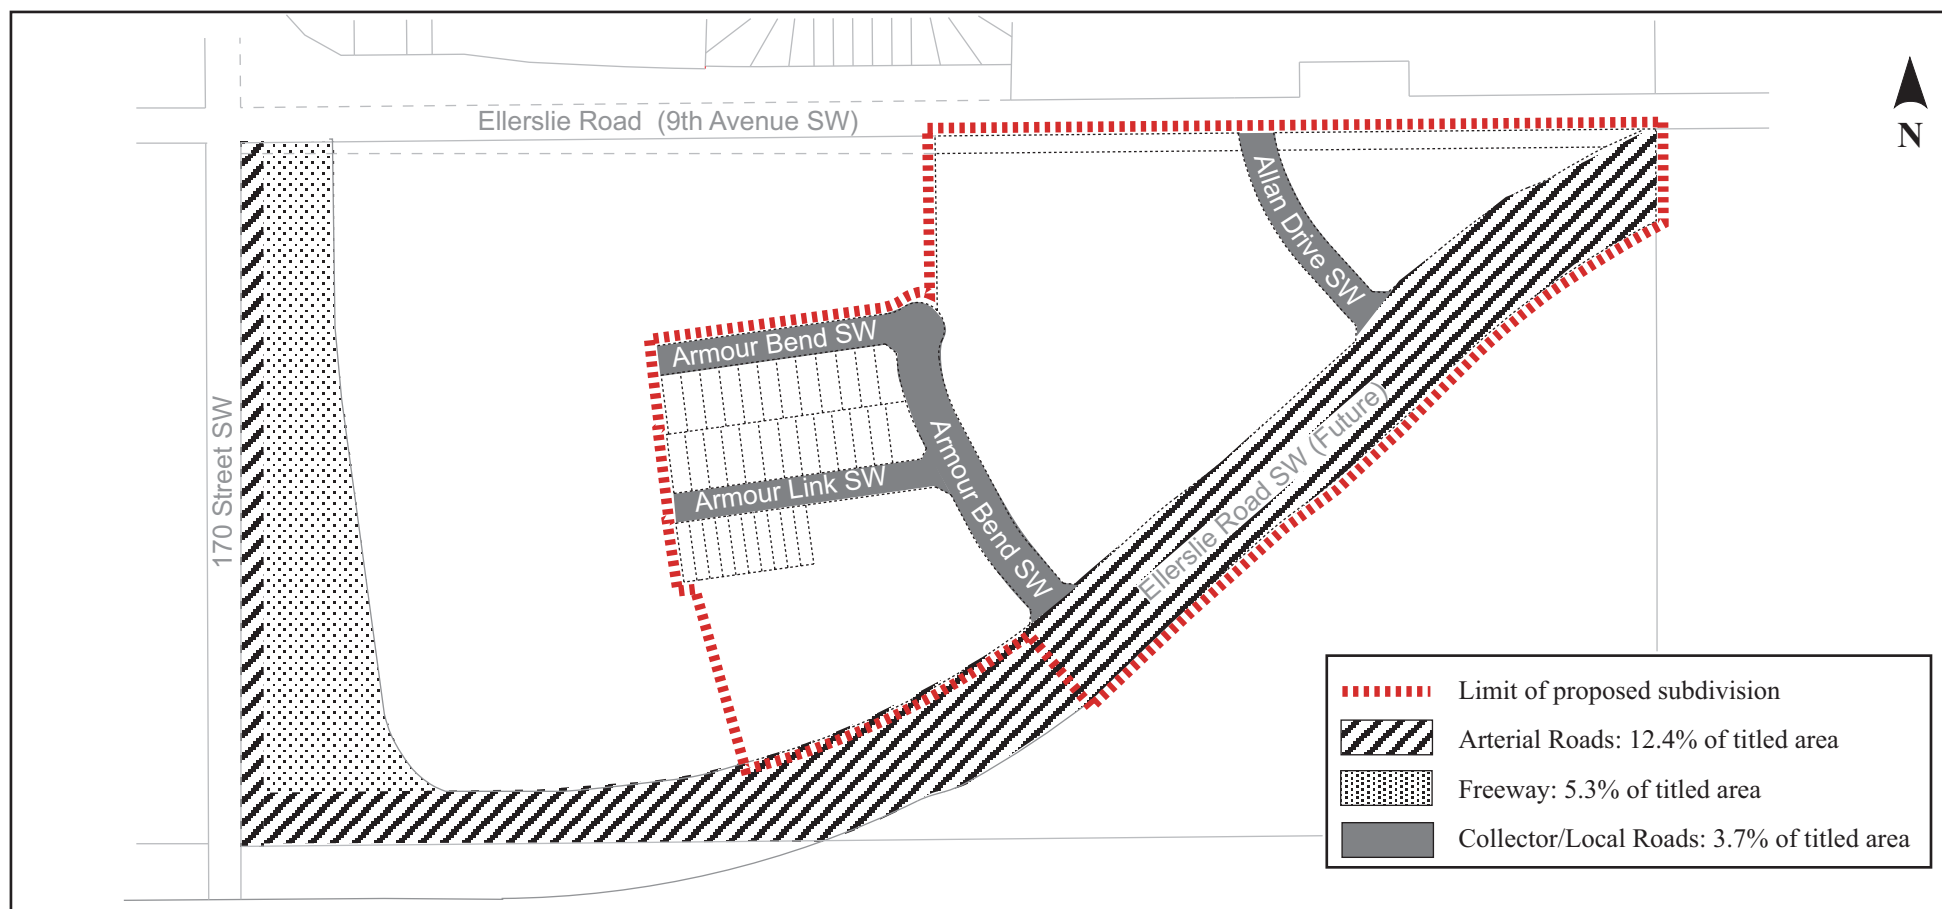 Ellerslie Road (9th Avenue SW)
N
Allan Drive SW
Armour Bend SW
Armour Link SW
Armour Bend SW
170 Street SW
Ellerslie Road SW (Future)
Limit of proposed subdivision
Arterial Roads: 12.4% of titled area
Freeway: 5.3% of titled area
Collector/Local Roads: 3.7% of titled area